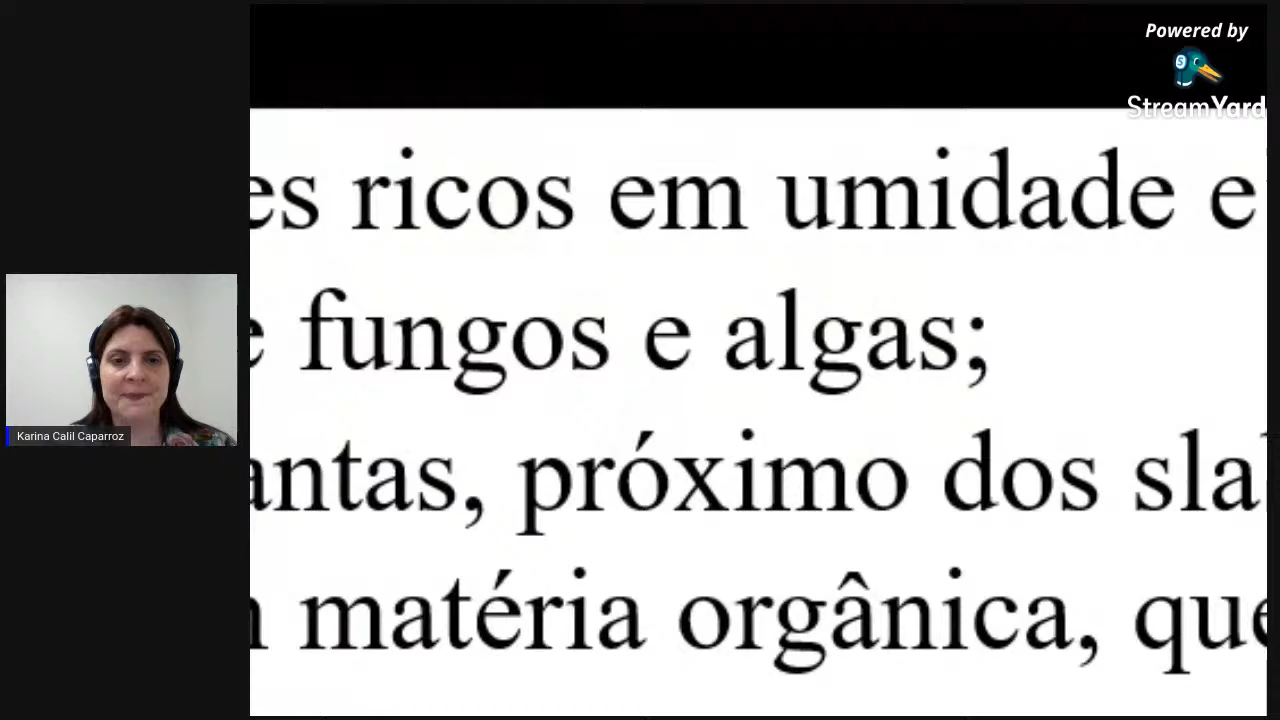 Powered by
StreamYard
es ricos em umidade e
e fungos e algas;
antas, próximo dos sla
matéria orgânica, que
Karina Calil Caparroz